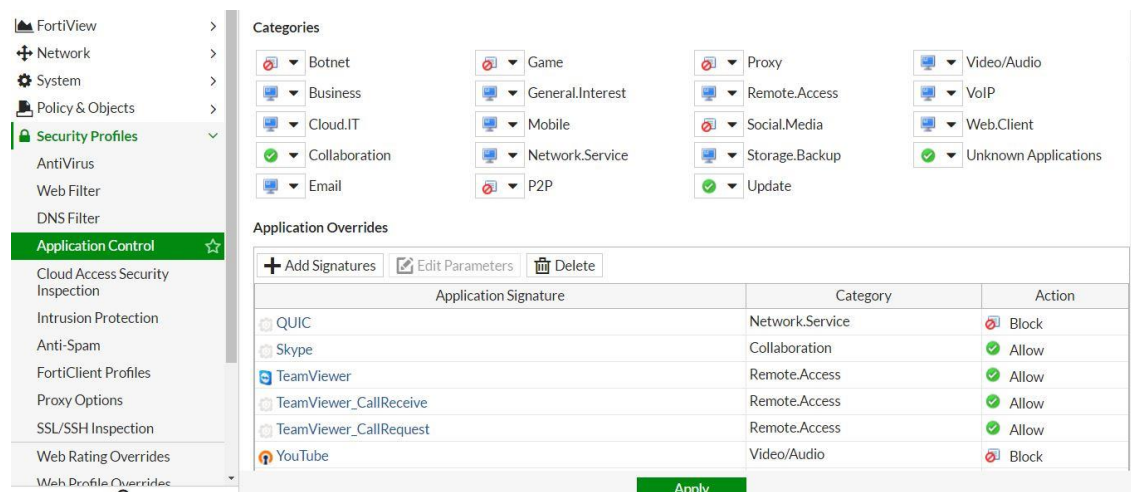 FortiView
Network
System
Policy & Objects
Security Profiles
AntiVirus
Web Filter
DNS Filter
Application Control
Cloud Access Security
Inspection
Intrusion Protection
Anti-Spam
FortiClient Profiles
Proxy Options
SSL/SSH Inspection
Web Rating Overrides
Web Profile Overrides
Categories
Botnet Game Proxy Video/Audio
Business General.Interest Remote.Access VoIP
Cloud.IT Mobile Social.Media Web.Client
Collaboration Network.Service Storage.Backup Unknown Applications
Email P2P Update
Application Overrides
Add Signatures Edit Parameters Delete
Application Signature Category Action
QUIC Network.Service Block
Skype Collaboration Allow
TeamViewer Remote.Access Allow
TeamViewer_CallReceive Remote.Access Allow
TeamViewer_CallRequest Remote.Access Allow
YouTube Video/Audio Block
Apply